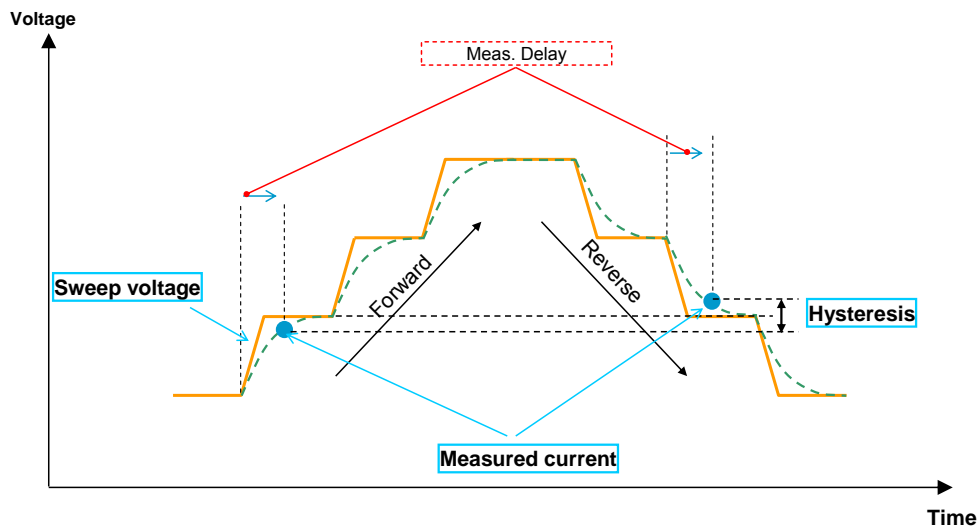 Voltage
Meas. Delay
Sweep voltage
Forward
Reverse
Hysteresis
Measured current
Time